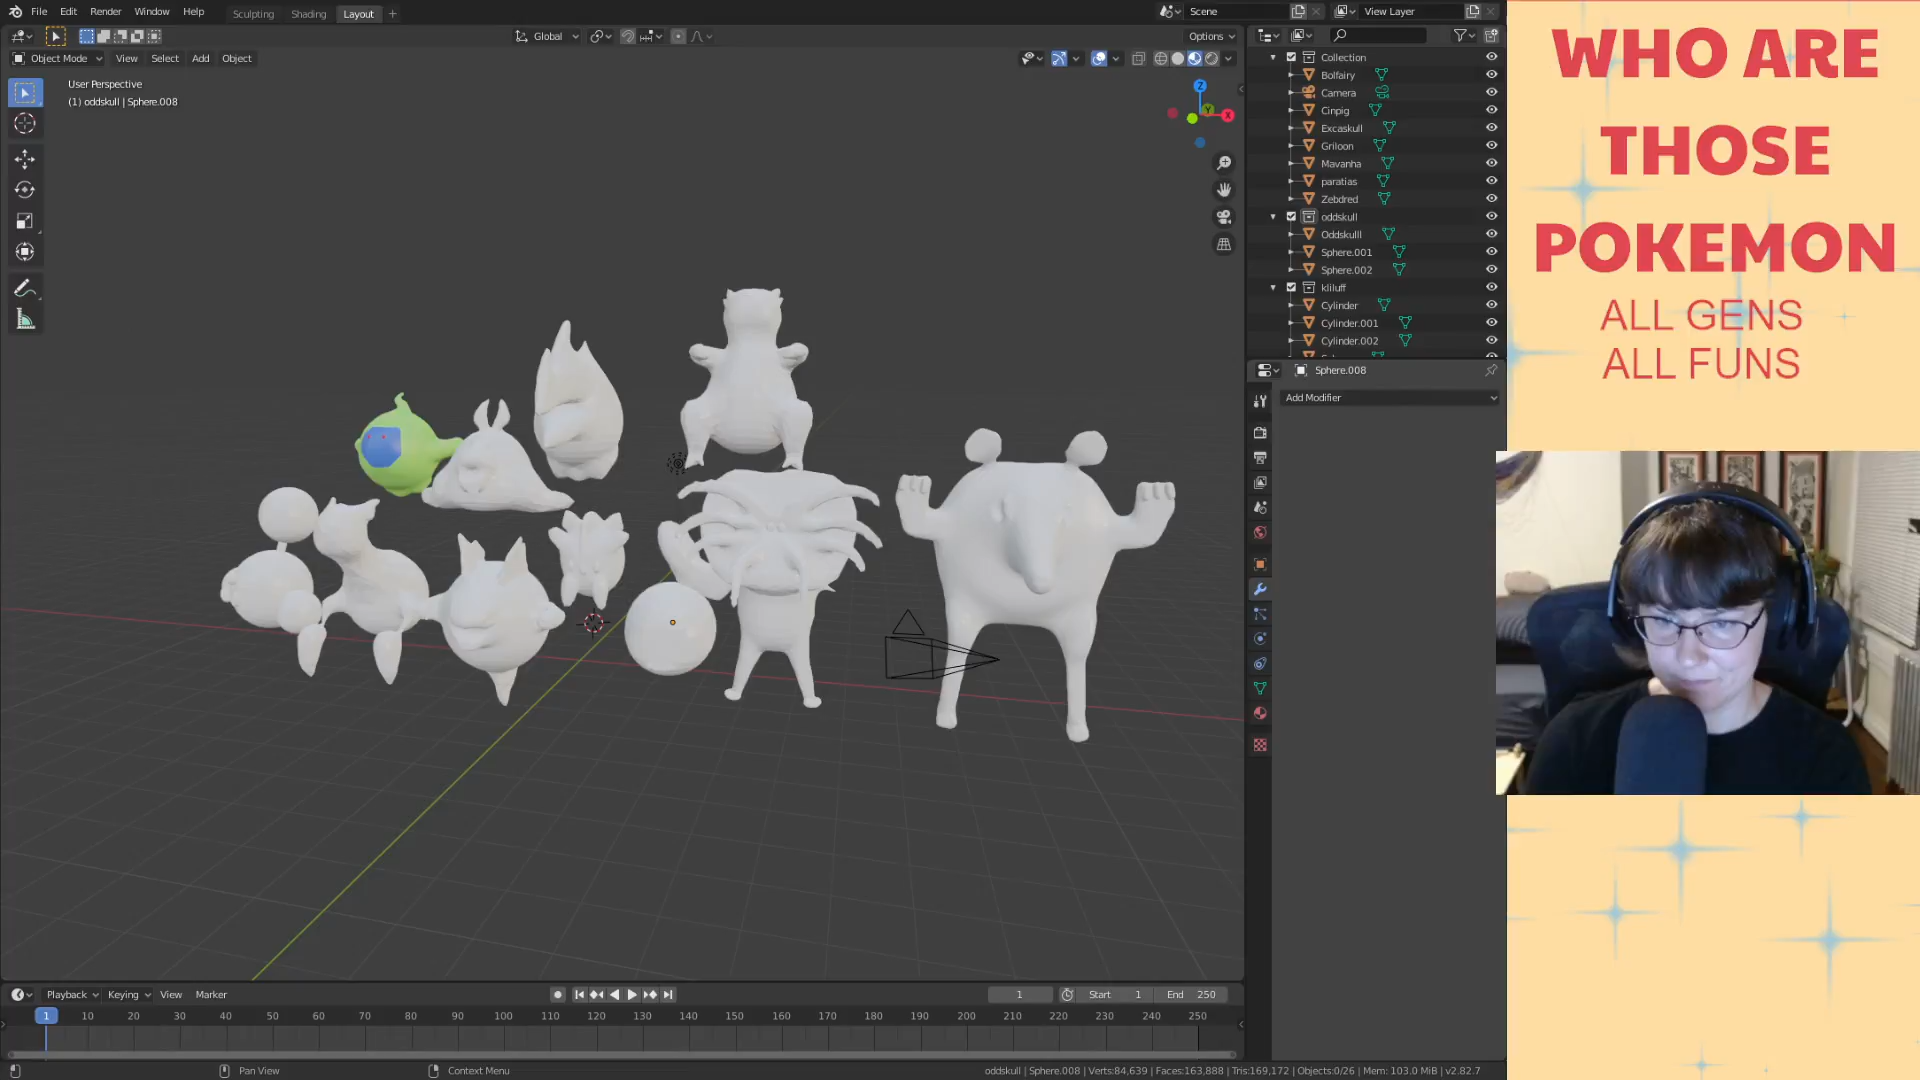 File Edit Render Window Help
Sculpting Shading Layout +
Scene
View Layer
Global
Options
Object Mode View Select Add Object
User Perspective
(1) oddskull | Sphere.008
Z
Y
X
Collection
Bolfairy
Camera
Cinpig
Excaskull
Griloon
Mavanha
paratias
Zebdred
oddskull
Oddskulll
Sphere.001
Sphere.002
kliluff
Cylinder
Cylinder.001
Cylinder.002
Sphere.008
Add Modifier
WHO ARE
THOSE
POKEMON
ALL GENS
ALL FUNS
Playback Keying View Marker
1 Start 1 End 250
1 10 20 30 40 50 60 70 80 90 100 110 120 130 140 150 160 170 180 190 200 210 220 230 240 250
Pan View
Context Menu
oddskull | Sphere.008 | Verts:84,639 | Faces:163,888 | Tris:169,172 | Objects:0/26 | Mem: 103.0 MiB | v2.82.7